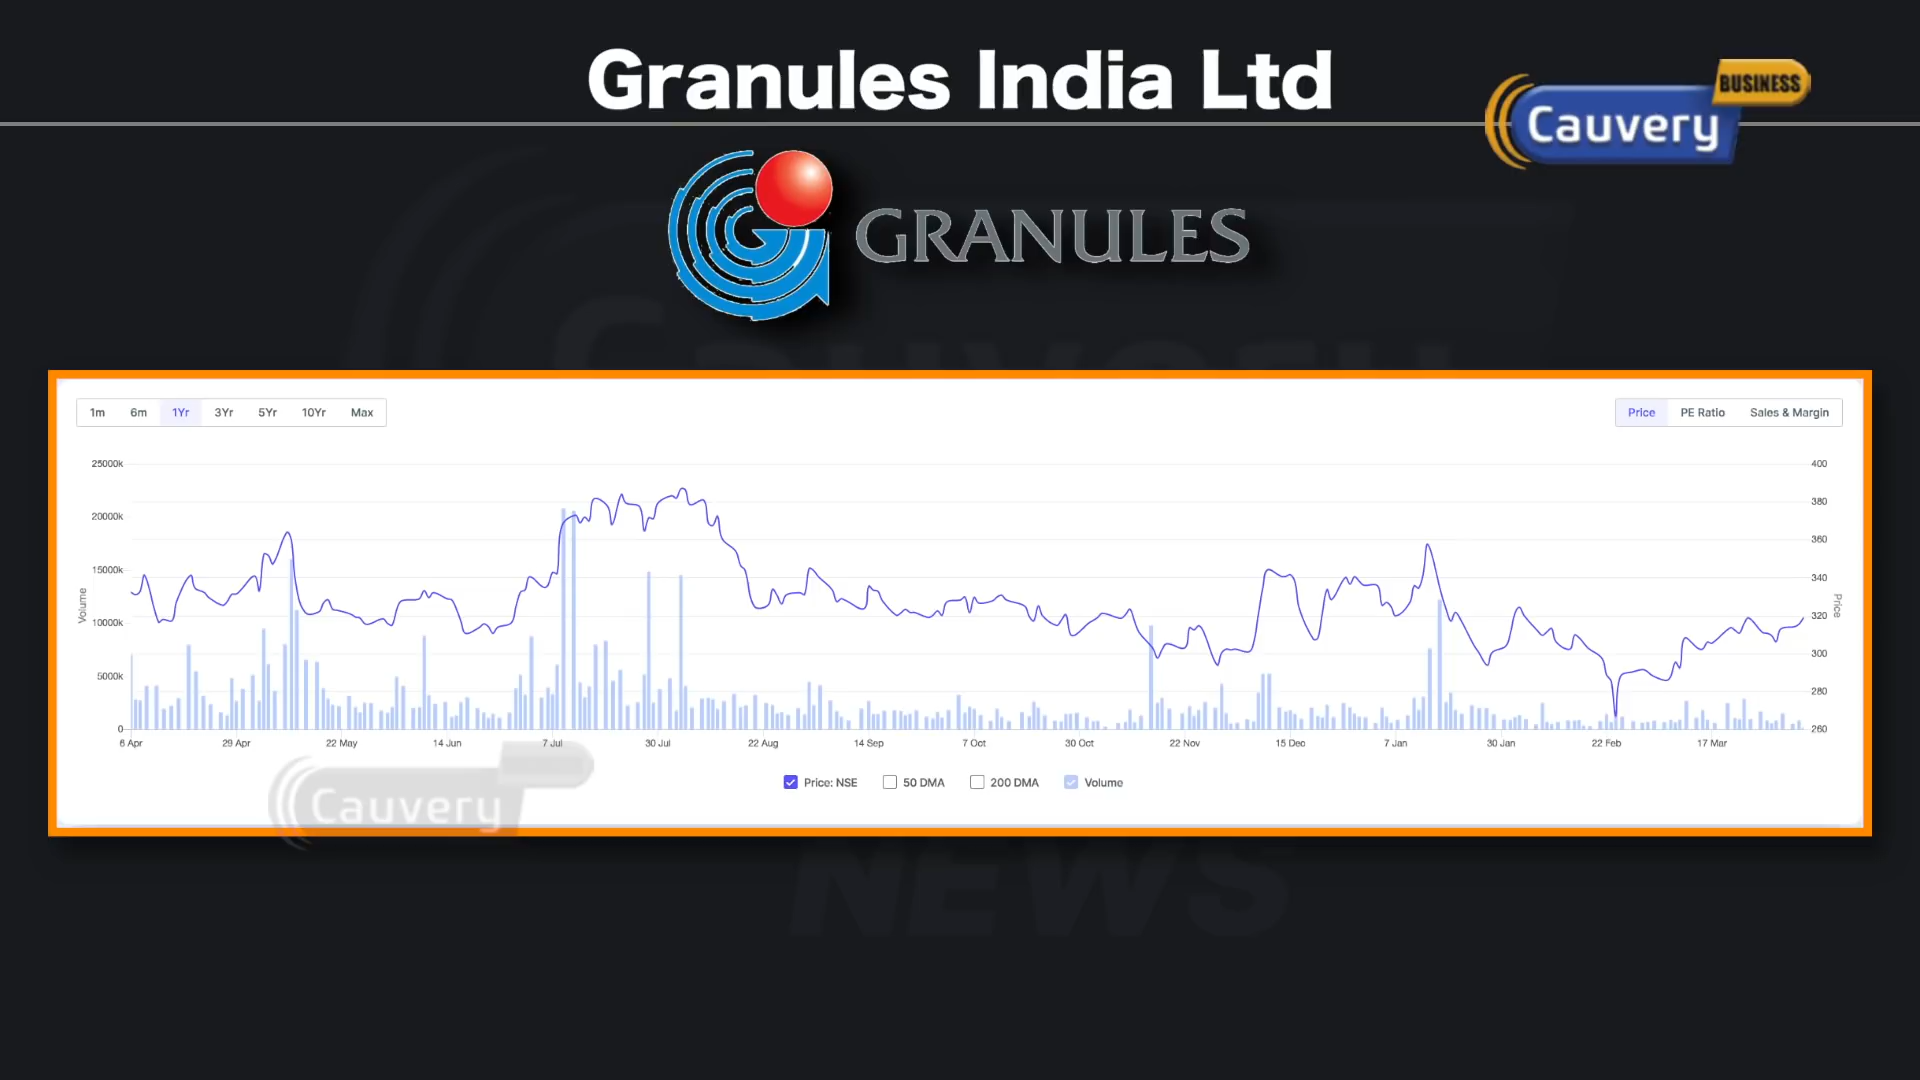 Granules India Ltd
BUSINESS
Cauvery
GRANULES
Cauvery
1m 6m 1Yr 3Yr 5Yr 10Yr Max
Price PE Ratio Sales & Margin
25000k 400
380
20000k
360
15000k
340
Volume
Price
10000k 320
300
5000k
280
0 260
6 Apr 29 Apr 22 May 14 Jun 7 Jul 30 Jul 22 Aug 14 Sep 7 Oct 30 Oct 22 Nov 15 Dec 7 Jan 30 Jan 22 Feb 17 Mar
Price: NSE 50 DMA 200 DMA Volume
Cauvery
NEWS